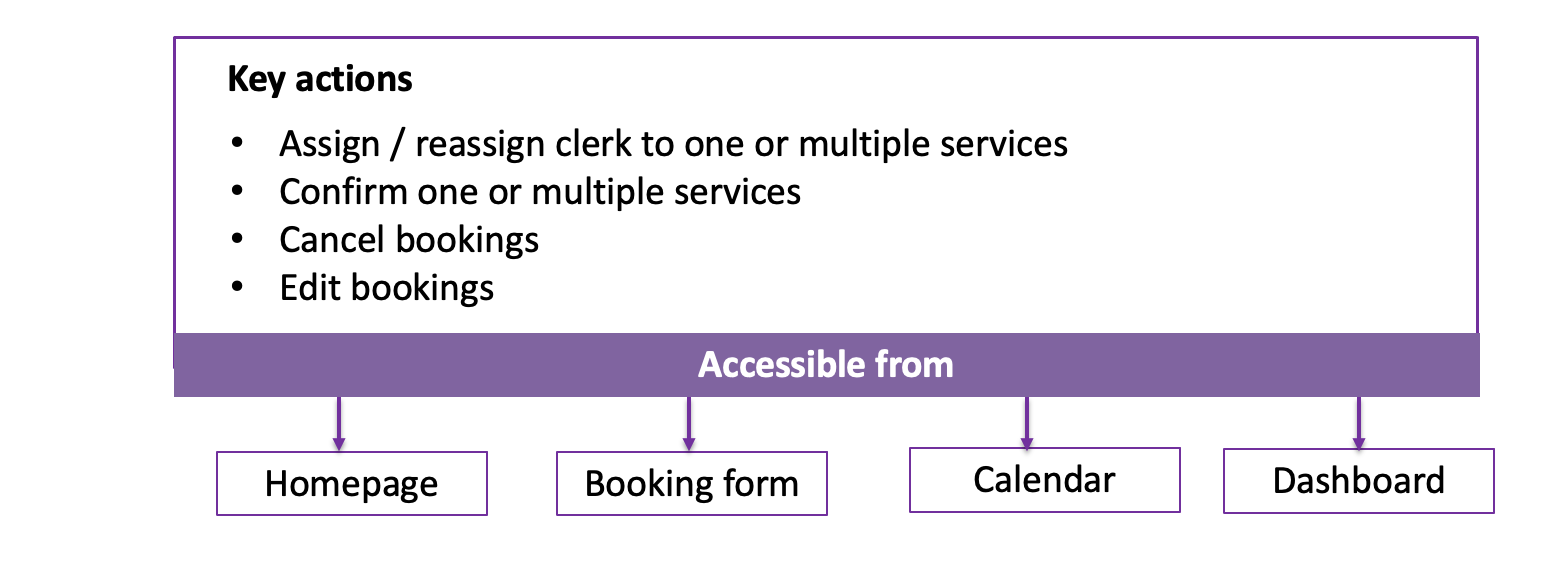 Key actions
• Assign / reassign clerk to one or multiple services
• Confirm one or multiple services
• Cancel bookings
• Edit bookings
Accessible from
Homepage
Booking form
Calendar
Dashboard